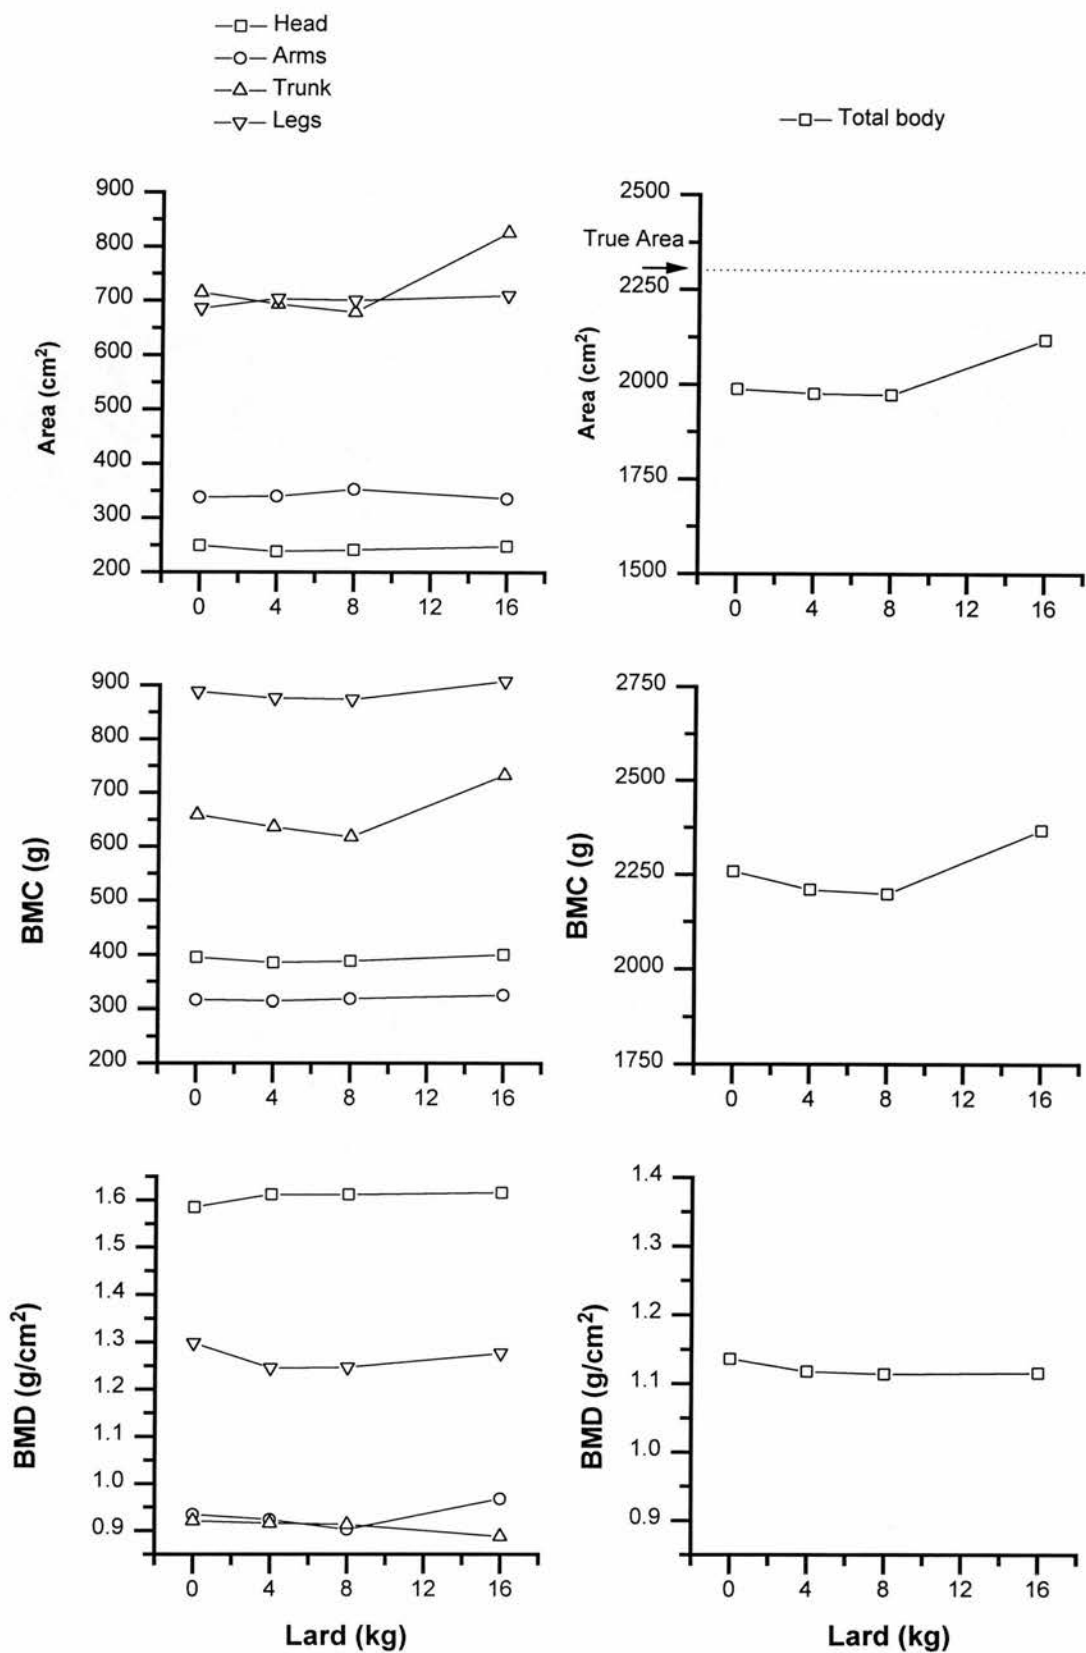 Head
Arms
Trunk
Legs
Total body
900
800
700
600
500
400
300
200
Area (cm²)
0 4 8 12 16
2500
True Area
2250
2000
1750
1500
Area (cm²)
0 4 8 12 16
900
800
700
600
500
400
300
200
BMC (g)
0 4 8 12 16
2750
2500
2250
2000
1750
BMC (g)
0 4 8 12 16
1.6
1.5
1.4
1.3
1.2
1.1
1.0
0.9
BMD (g/cm²)
0 4 8 12 16
Lard (kg)
1.4
1.3
1.2
1.1
1.0
0.9
BMD (g/cm²)
0 4 8 12 16
Lard (kg)